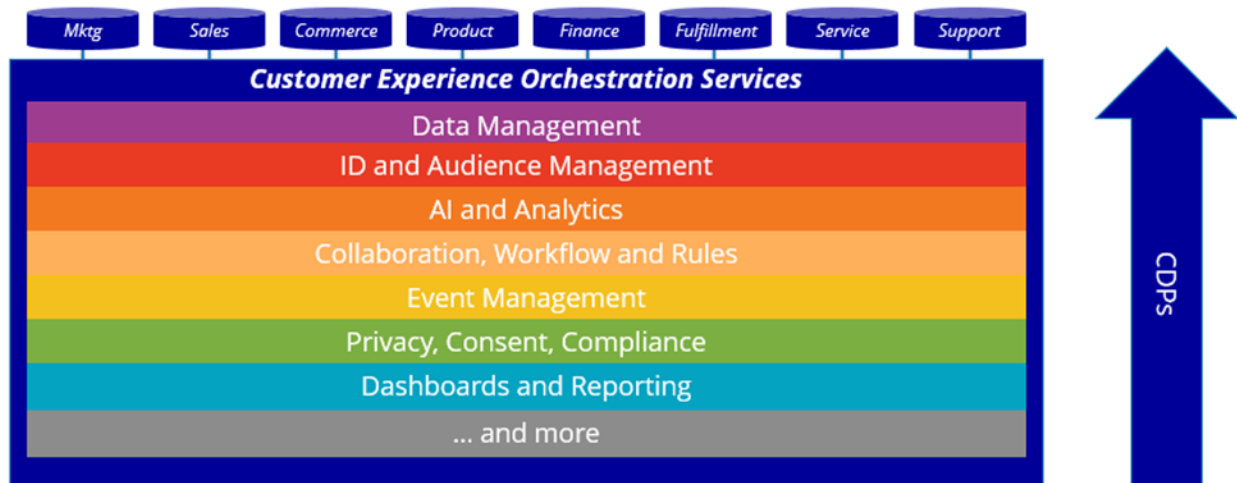 Mktg
Sales
Commerce
Product
Finance
Fulfillment
Service
Support
Customer Experience Orchestration Services
Data Management
ID and Audience Management
AI and Analytics
Collaboration, Workflow and Rules
Event Management
Privacy, Consent, Compliance
Dashboards and Reporting
... and more
CDPs